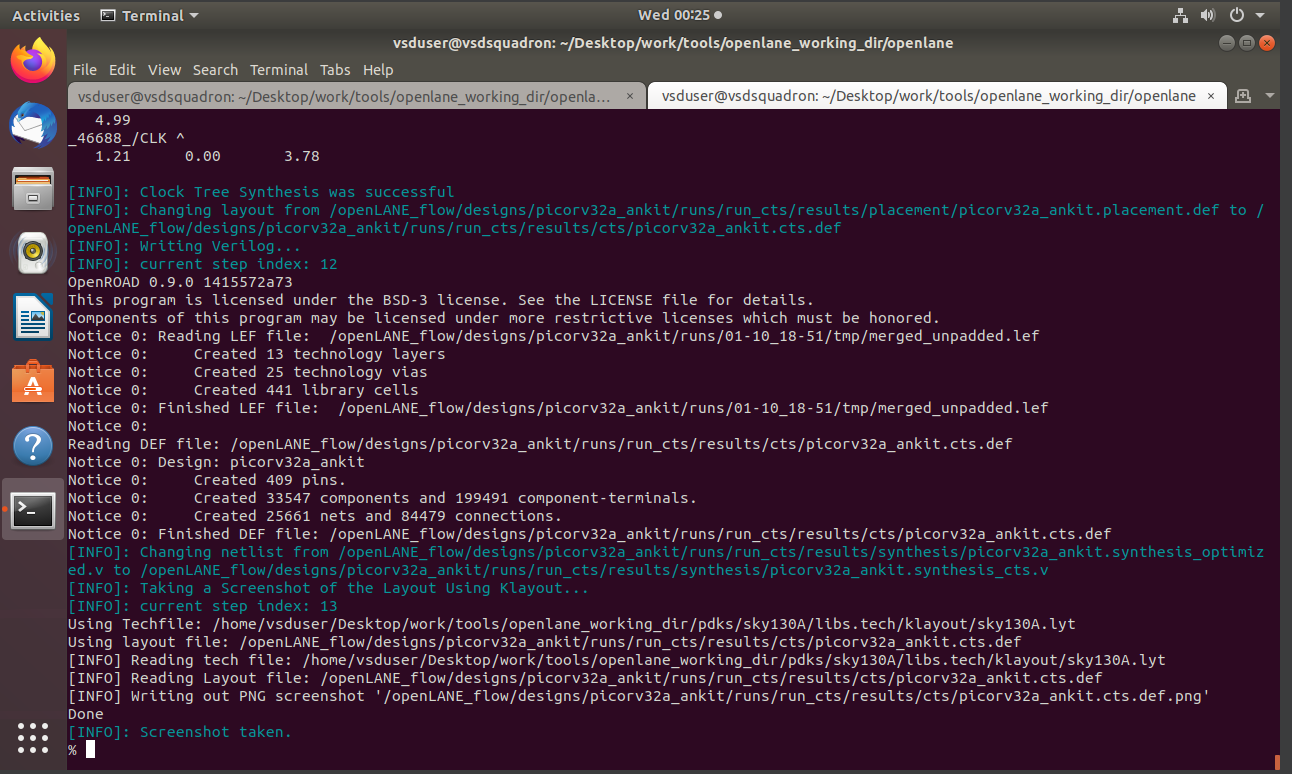 Activities Terminal Wed 00:25
vsduser@vsdsquadron: ~/Desktop/work/tools/openlane_working_dir/openlane
File Edit View Search Terminal Tabs Help
vsduser@vsdsquadron: ~/Desktop/work/tools/openlane_working_dir/openla... × vsduser@vsdsquadron: ~/Desktop/work/tools/openlane_working_dir/openlane ×
4.99
_46688_/CLK ^
1.21 0.00 3.78
[INFO]: Clock Tree Synthesis was successful
[INFO]: Changing layout from /openLANE_flow/designs/picorv32a_ankit/runs/run_cts/results/placement/picorv32a_ankit.placement.def to /
openLANE_flow/designs/picorv32a_ankit/runs/run_cts/results/cts/picorv32a_ankit.cts.def
[INFO]: Writing Verilog...
[INFO]: current step index: 12
OpenROAD 0.9.0 1415572a73
This program is licensed under the BSD-3 license. See the LICENSE file for details.
Components of this program may be licensed under more restrictive licenses which must be honored.
Notice 0: Reading LEF file:  /openLANE_flow/designs/picorv32a_ankit/runs/01-10_18-51/tmp/merged_unpadded.lef
Notice 0:     Created 13 technology layers
Notice 0:     Created 25 technology vias
Notice 0:     Created 441 library cells
Notice 0: Finished LEF file:  /openLANE_flow/designs/picorv32a_ankit/runs/01-10_18-51/tmp/merged_unpadded.lef
Notice 0:
Reading DEF file: /openLANE_flow/designs/picorv32a_ankit/runs/run_cts/results/cts/picorv32a_ankit.cts.def
Notice 0: Design: picorv32a_ankit
Notice 0:     Created 409 pins.
Notice 0:     Created 33547 components and 199491 component-terminals.
Notice 0:     Created 25661 nets and 84479 connections.
Notice 0: Finished DEF file: /openLANE_flow/designs/picorv32a_ankit/runs/run_cts/results/cts/picorv32a_ankit.cts.def
[INFO]: Changing netlist from /openLANE_flow/designs/picorv32a_ankit/runs/run_cts/results/synthesis/picorv32a_ankit.synthesis_optimiz
ed.v to /openLANE_flow/designs/picorv32a_ankit/runs/run_cts/results/synthesis/picorv32a_ankit.synthesis_cts.v
[INFO]: Taking a Screenshot of the Layout Using Klayout...
[INFO]: current step index: 13
Using Techfile: /home/vsduser/Desktop/work/tools/openlane_working_dir/pdks/sky130A/libs.tech/klayout/sky130A.lyt
Using layout file: /openLANE_flow/designs/picorv32a_ankit/runs/run_cts/results/cts/picorv32a_ankit.cts.def
[INFO] Reading tech file: /home/vsduser/Desktop/work/tools/openlane_working_dir/pdks/sky130A/libs.tech/klayout/sky130A.lyt
[INFO] Reading Layout file: /openLANE_flow/designs/picorv32a_ankit/runs/run_cts/results/cts/picorv32a_ankit.cts.def
[INFO] Writing out PNG screenshot '/openLANE_flow/designs/picorv32a_ankit/runs/run_cts/results/cts/picorv32a_ankit.cts.def.png'
Done
[INFO]: Screenshot taken.
%